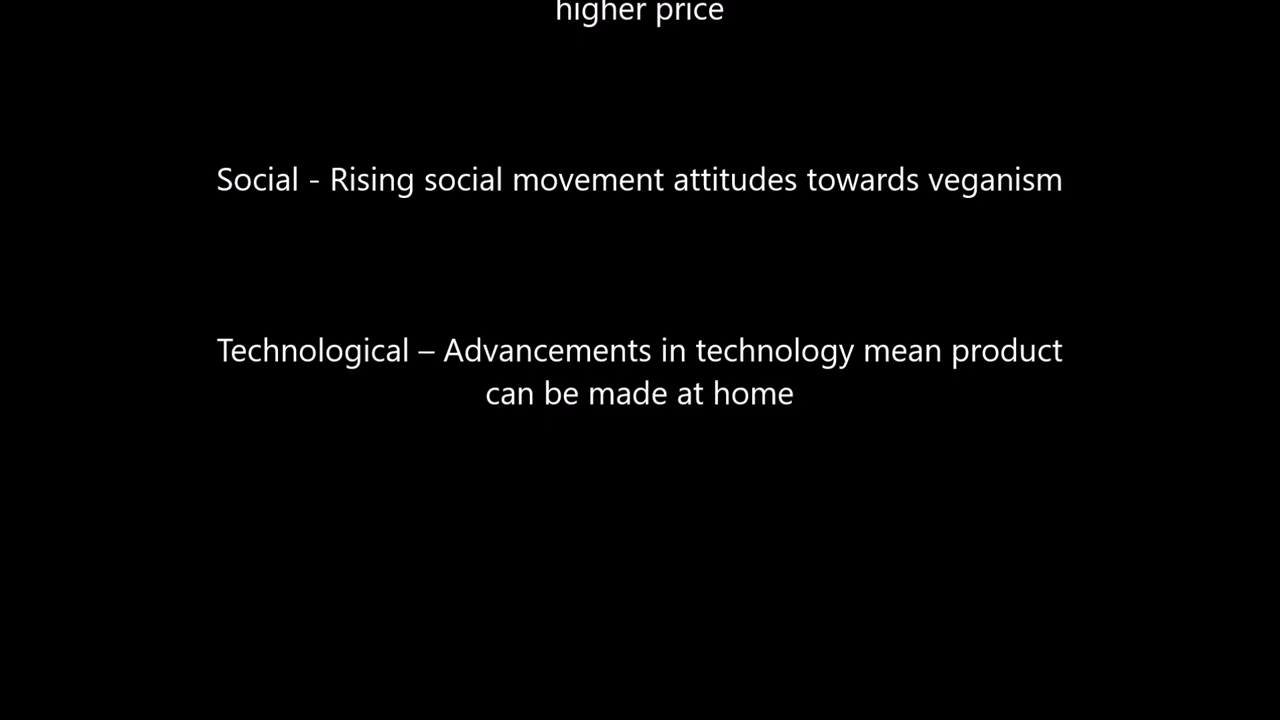 higher price
Social - Rising social movement attitudes towards veganism
Technological – Advancements in technology mean product
can be made at home